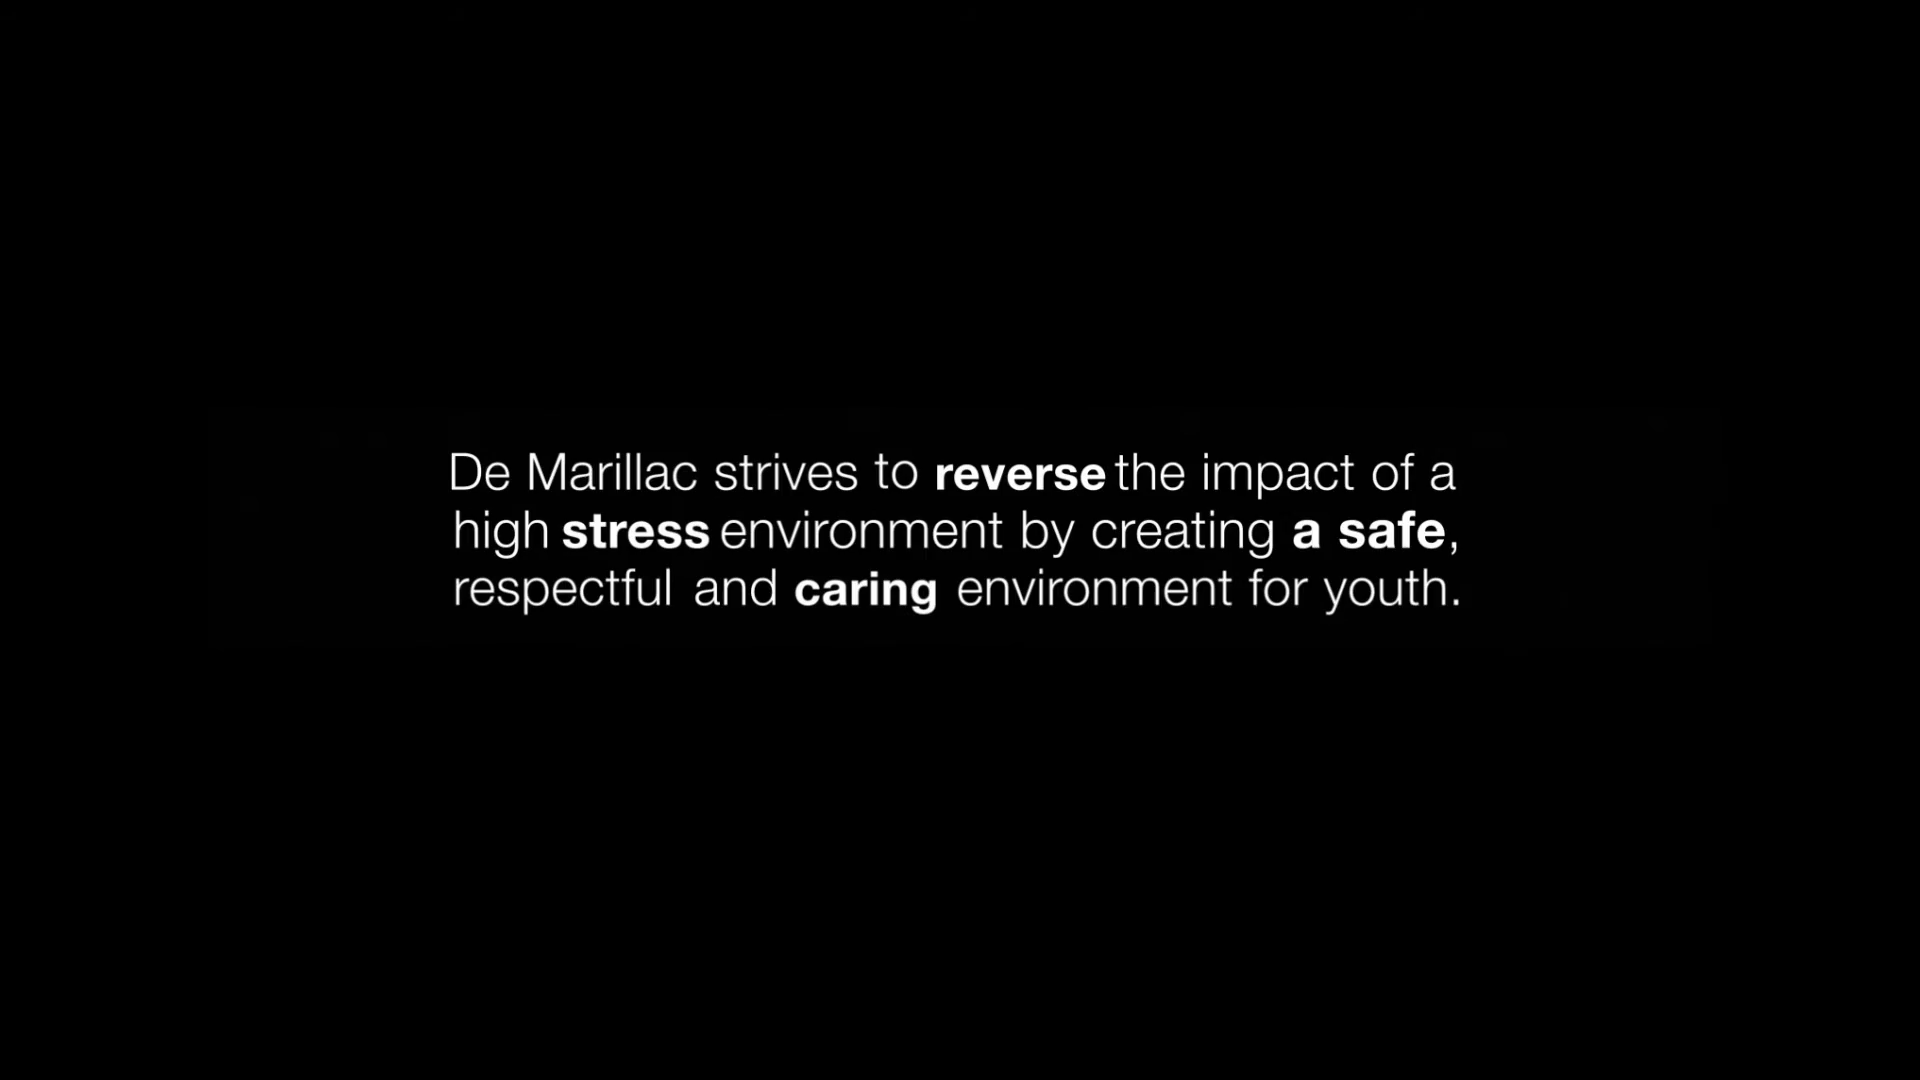 De Marillac strives to reverse the impact of a
high stress environment by creating a safe,
respectful and caring environment for youth.